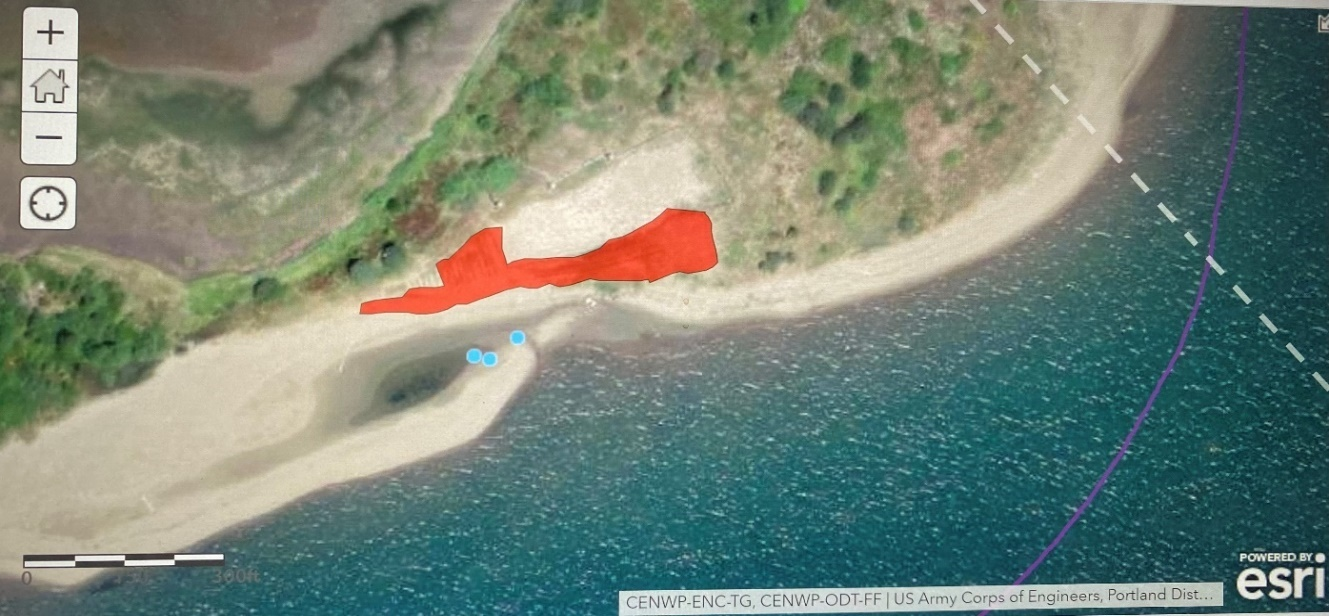 +
−
0
300ft
CENWP-ENC-TG, CENWP-ODT-FF | US Army Corps of Engineers, Portland Dist...
POWERED BY
esri